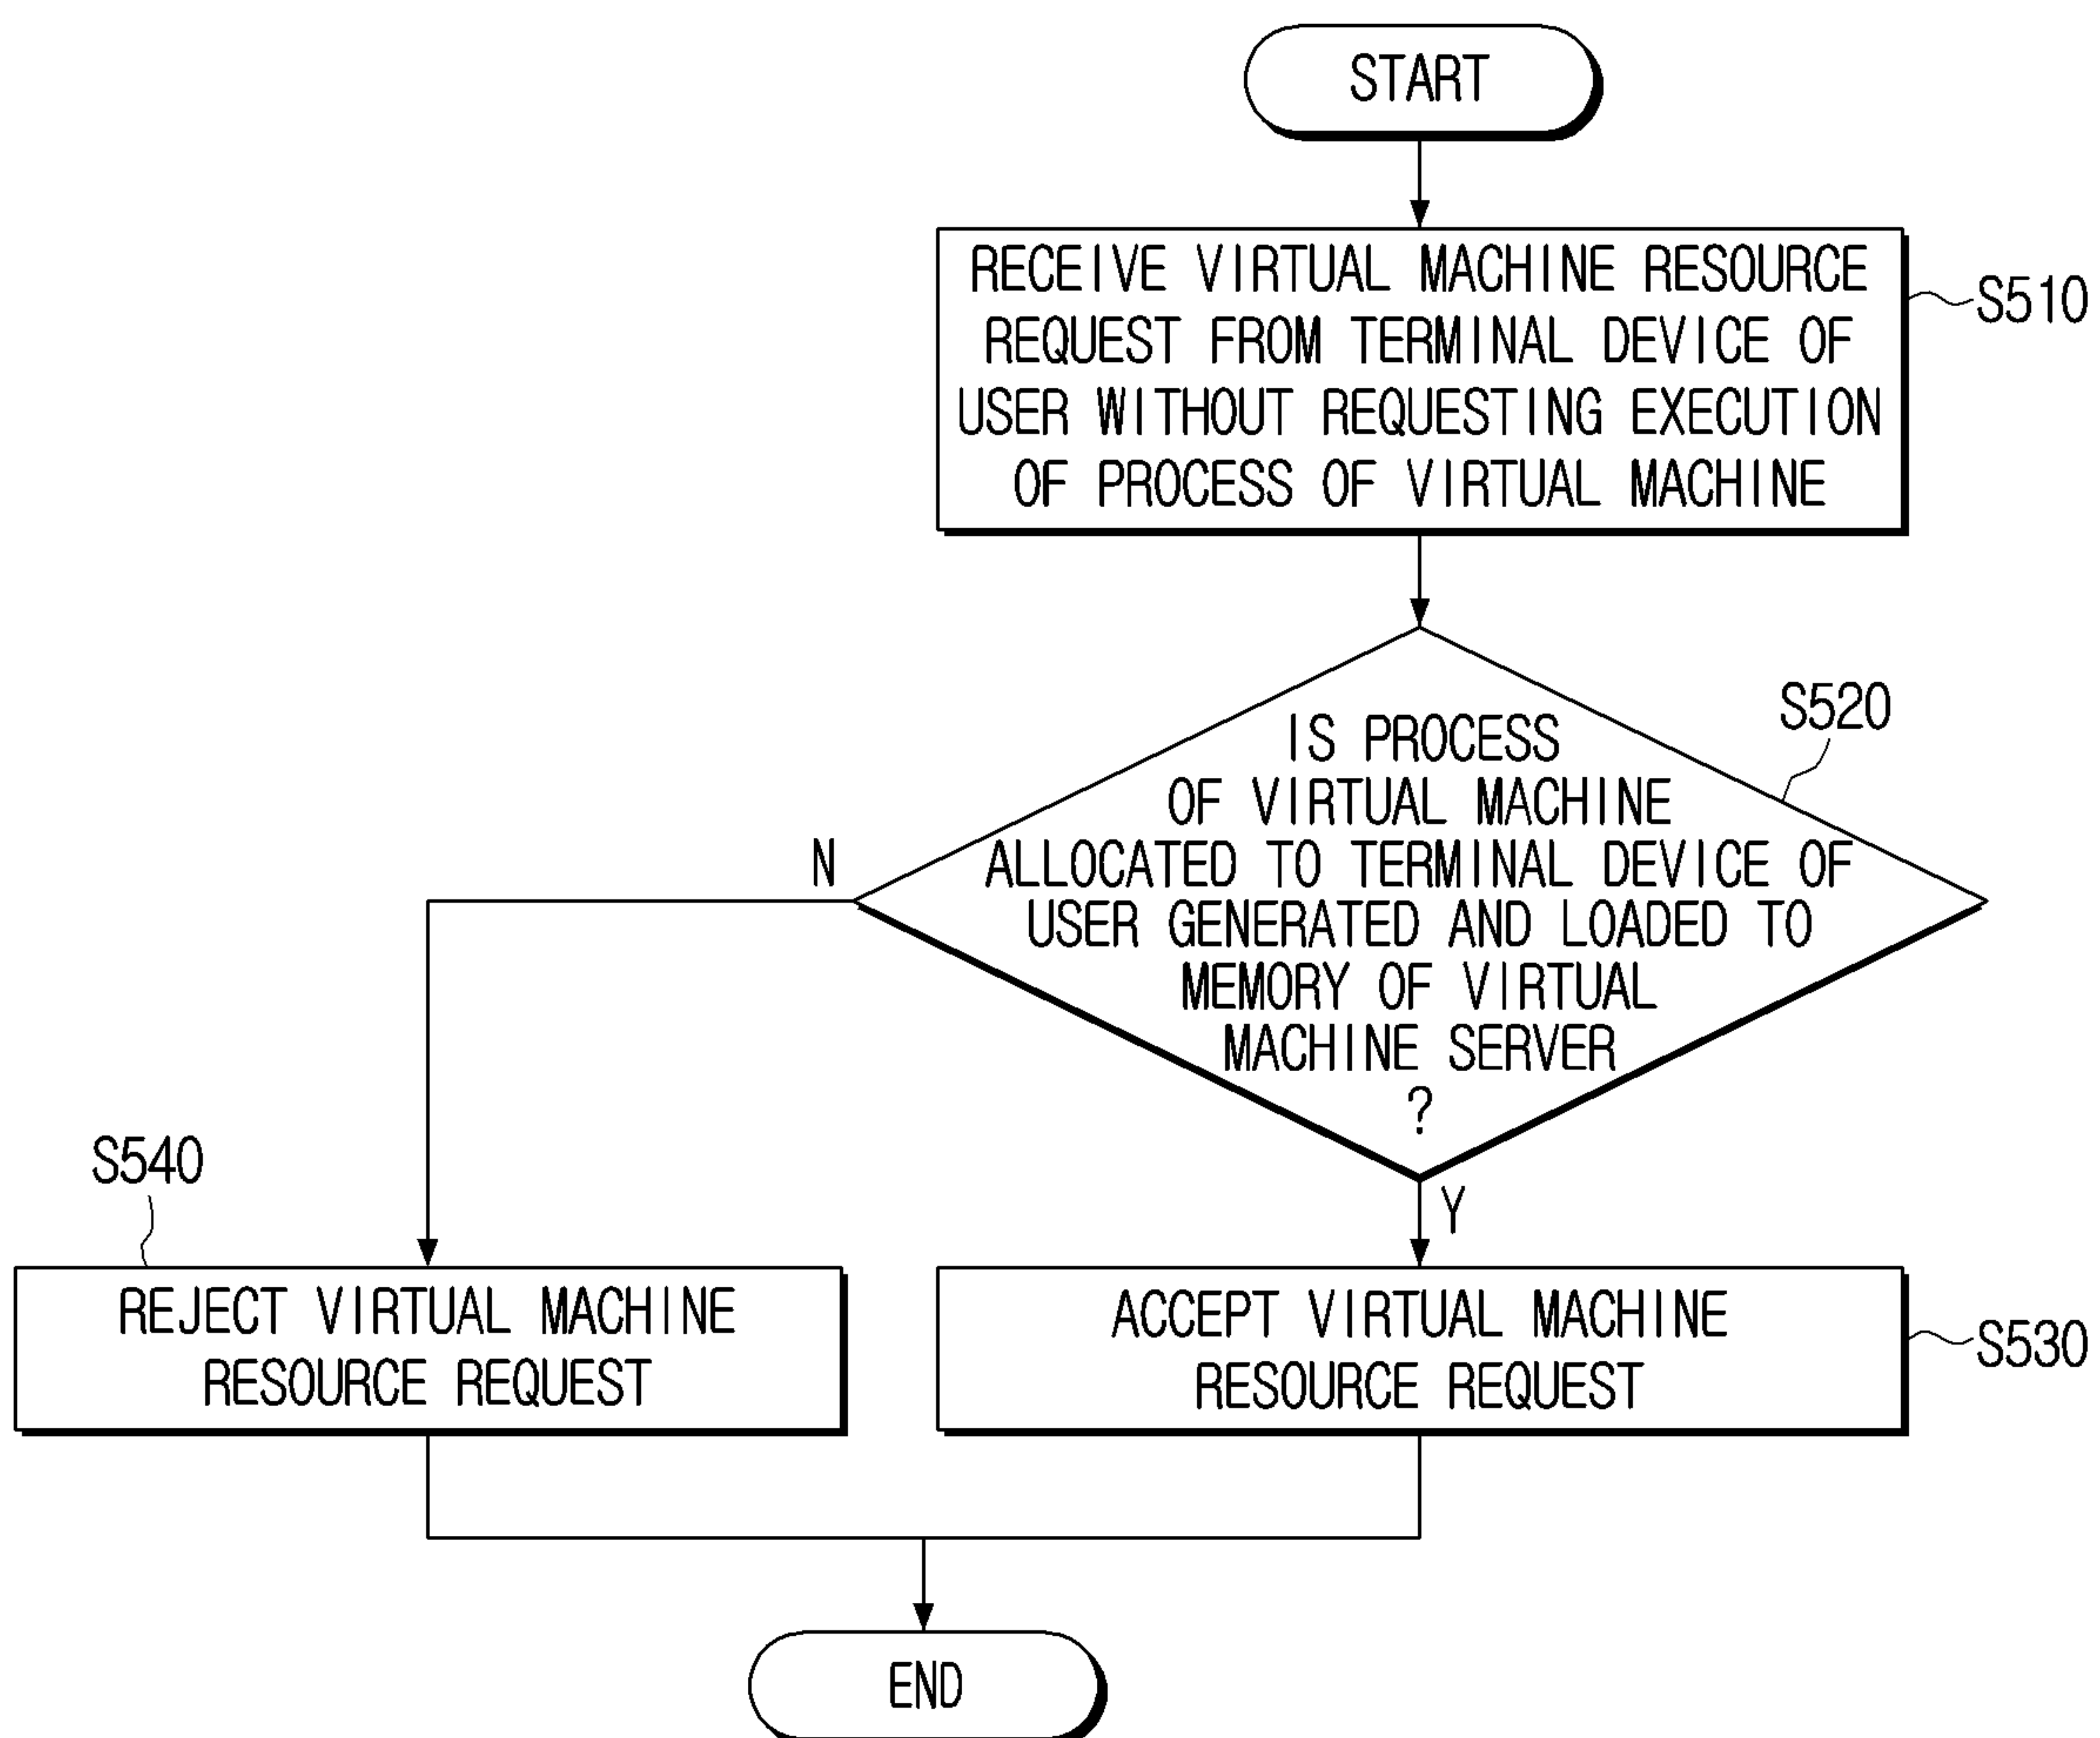 START
RECEIVE VIRTUAL MACHINE RESOURCE
REQUEST FROM TERMINAL DEVICE OF
USER WITHOUT REQUESTING EXECUTION
OF PROCESS OF VIRTUAL MACHINE
S510
S520
IS PROCESS
OF VIRTUAL MACHINE
ALLOCATED TO TERMINAL DEVICE OF
USER GENERATED AND LOADED TO
MEMORY OF VIRTUAL
MACHINE SERVER
?
N
Y
S540
REJECT VIRTUAL MACHINE
RESOURCE REQUEST
ACCEPT VIRTUAL MACHINE
RESOURCE REQUEST
S530
END